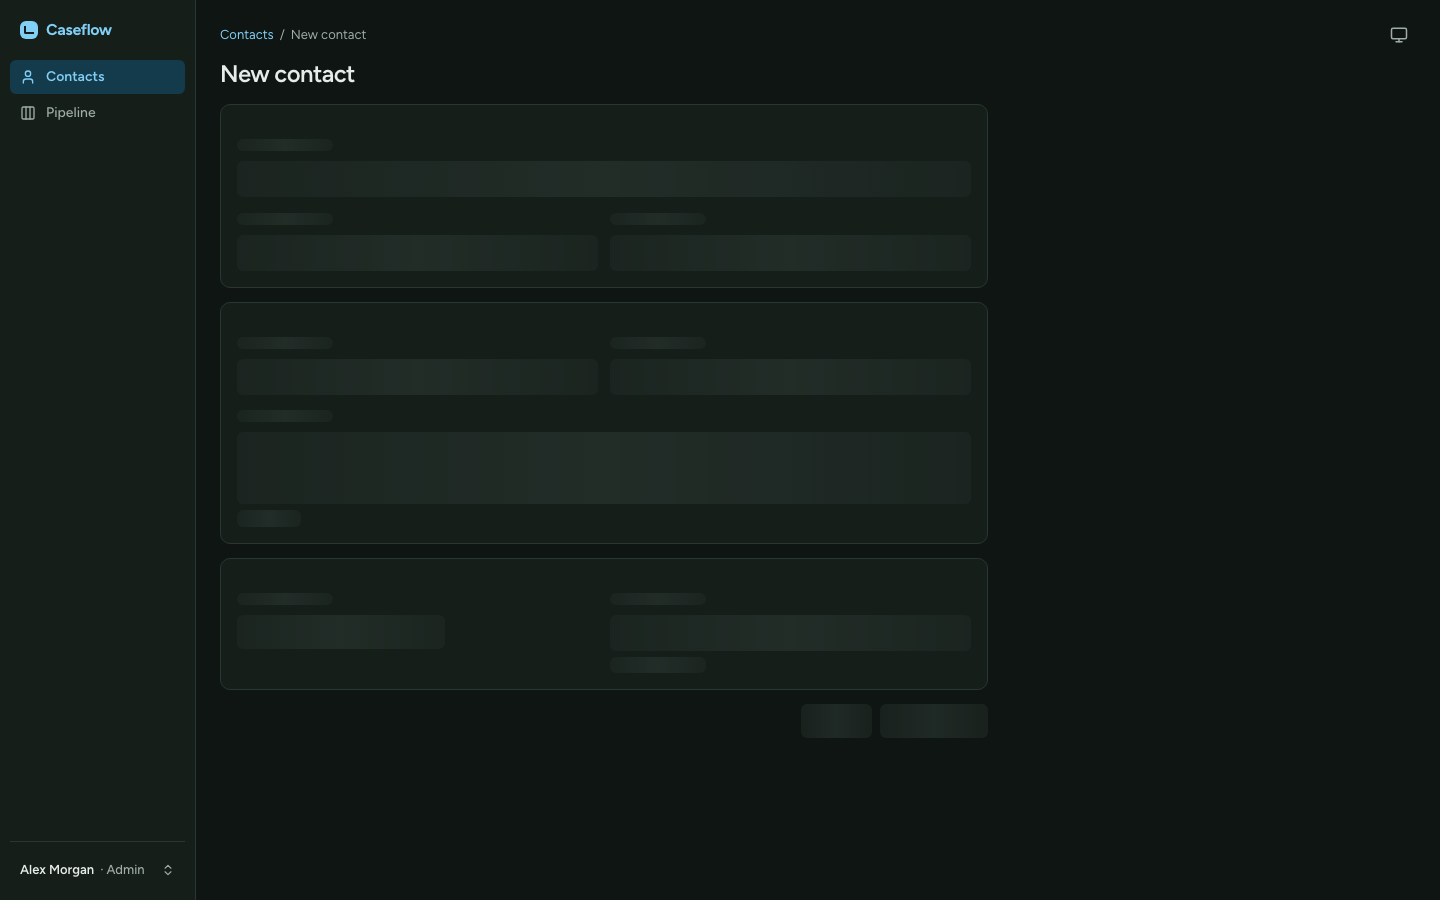 Caseflow
Contacts
Pipeline
Contacts / New contact
New contact
Alex Morgan · Admin